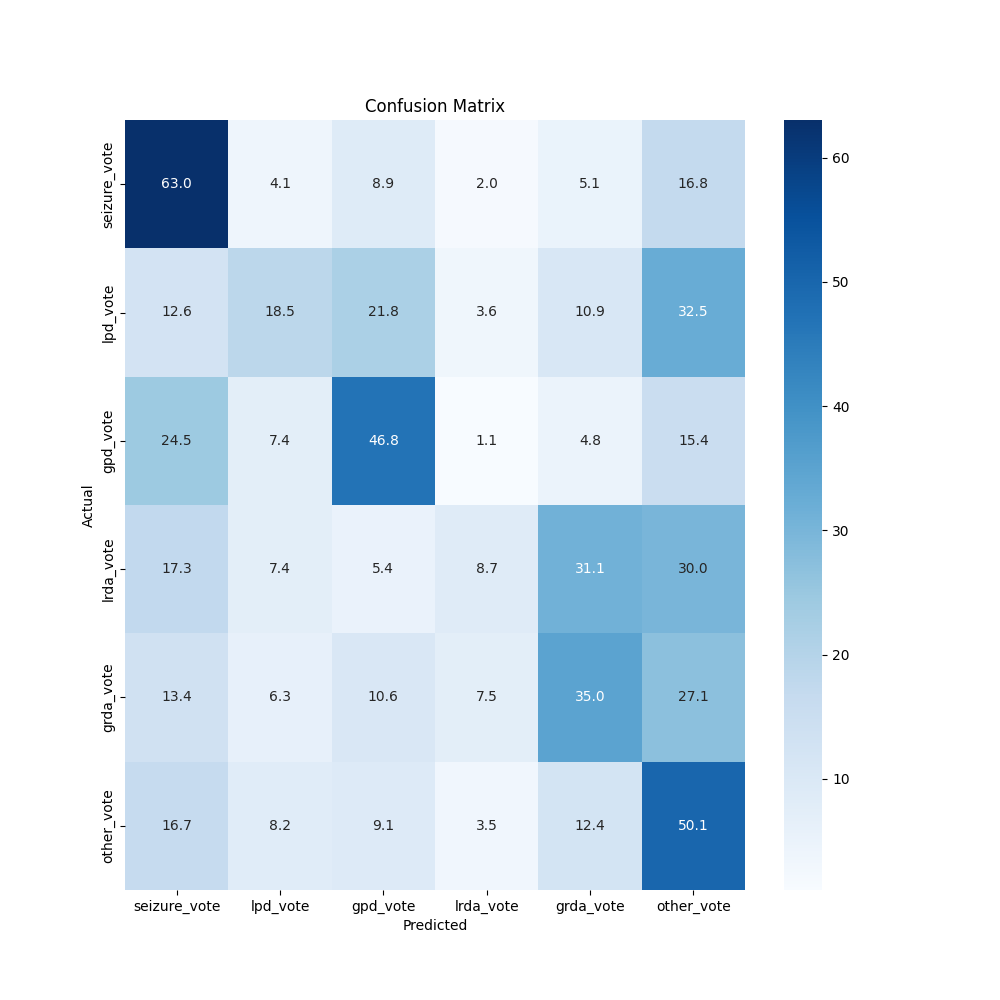 Confusion Matrix
seizure_vote 63.0 4.1 8.9 2.0 5.1 16.8
lpd_vote 12.6 18.5 21.8 3.6 10.9 32.5
gpd_vote 24.5 7.4 46.8 1.1 4.8 15.4
lrda_vote 17.3 7.4 5.4 8.7 31.1 30.0
grda_vote 13.4 6.3 10.6 7.5 35.0 27.1
other_vote 16.7 8.2 9.1 3.5 12.4 50.1
Actual
seizure_vote lpd_vote gpd_vote lrda_vote grda_vote other_vote
Predicted
60
50
40
30
20
10